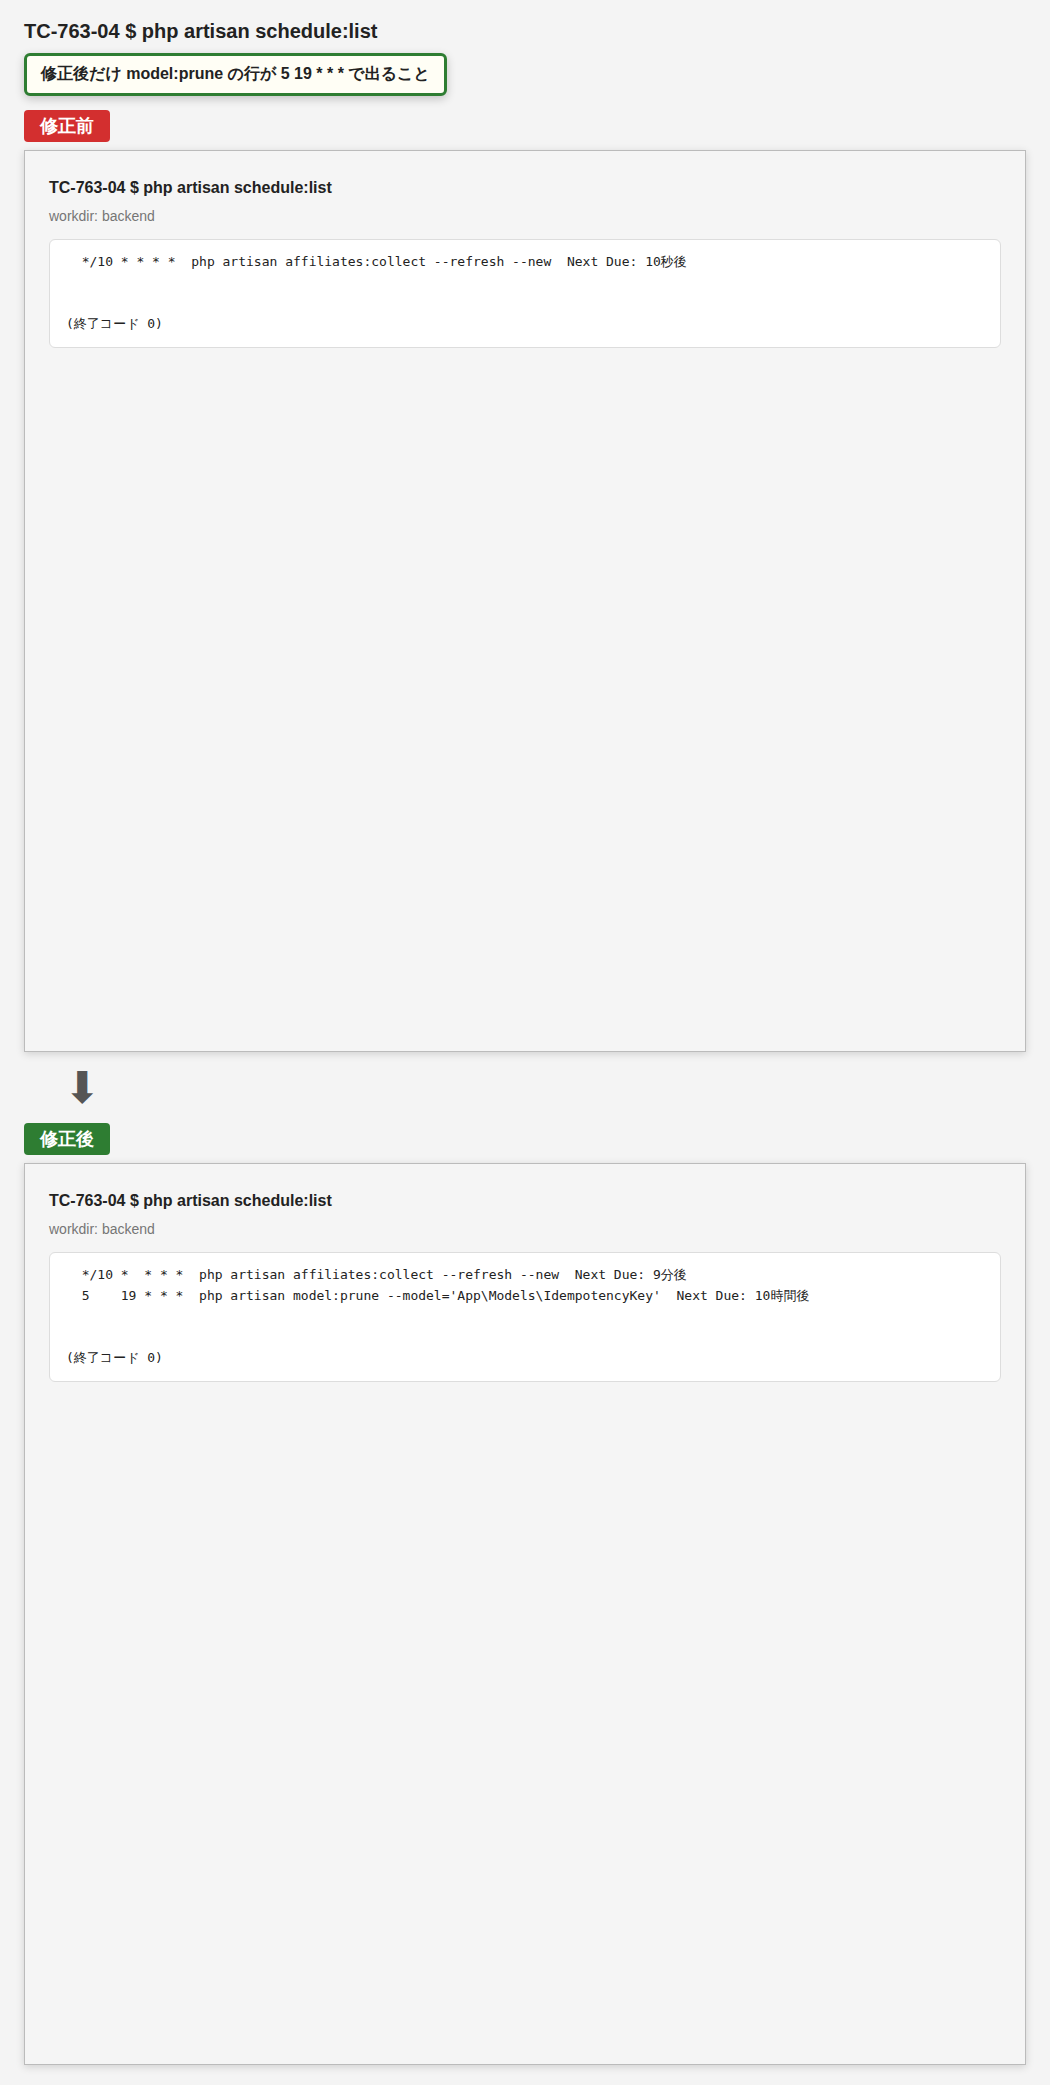 TC-763-04 $ php artisan schedule:list
修正後だけ model:prune の行が 5 19 * * * で出ること
修正前
TC-763-04 $ php artisan schedule:list
workdir: backend
*/10 * * * *  php artisan affiliates:collect --refresh --new  Next Due: 10秒後
(終了コード 0)
修正後
TC-763-04 $ php artisan schedule:list
workdir: backend
*/10 *  * * *  php artisan affiliates:collect --refresh --new  Next Due: 9分後
5    19 * * *  php artisan model:prune --model='App\Models\IdempotencyKey'  Next Due: 10時間後
(終了コード 0)